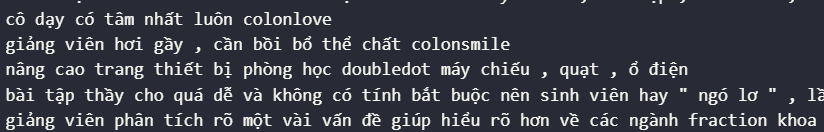 cô dạy có tâm nhất luôn colonlove
giảng viên hơi gầy , cần bồi bổ thể chất colonsmile
nâng cao trang thiết bị phòng học doubledot máy chiếu , quạt , ổ điện
bài tập thầy cho quá dễ và không có tính bắt buộc nên sinh viên hay " ngó lơ " ,
giảng viên phân tích rõ một vài vấn đề giúp hiểu rõ hơn về các ngành fraction khoa